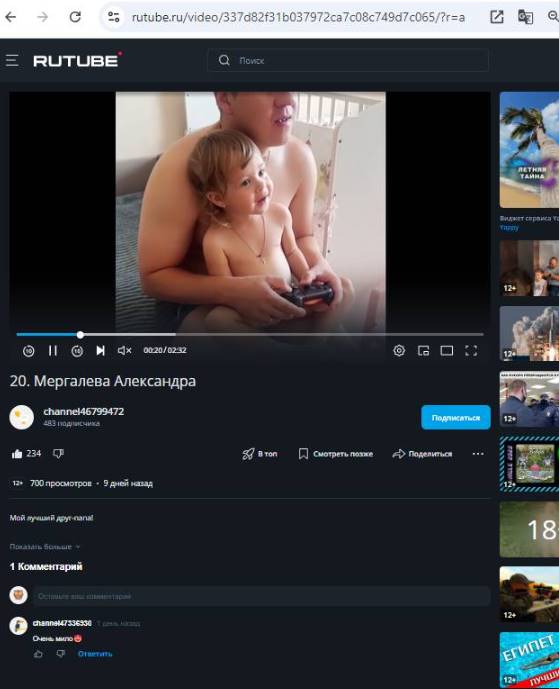 rutube.ru/video/337d82f31b037972ca7c08c749d7c065/?r=a
RUTUBE
Поиск
ЛЕТНЯЯ
ТАЙНА
Виджет сервиса Ya
Yappy
12+
12+
12+
12+
18
12+
ЕГИПЕТ
12+
00:20 / 02:32
20. Мергалева Александра
channel46799472
483 подписчика
Подписаться
234
В топ
Смотреть позже
Поделиться
12+ 700 просмотров • 9 дней назад
Мой лучший друг-папа!
Показать больше
1 Комментарий
Оставьте ваш комментарий
channel47336930 1 день назад
Очень мило
Ответить